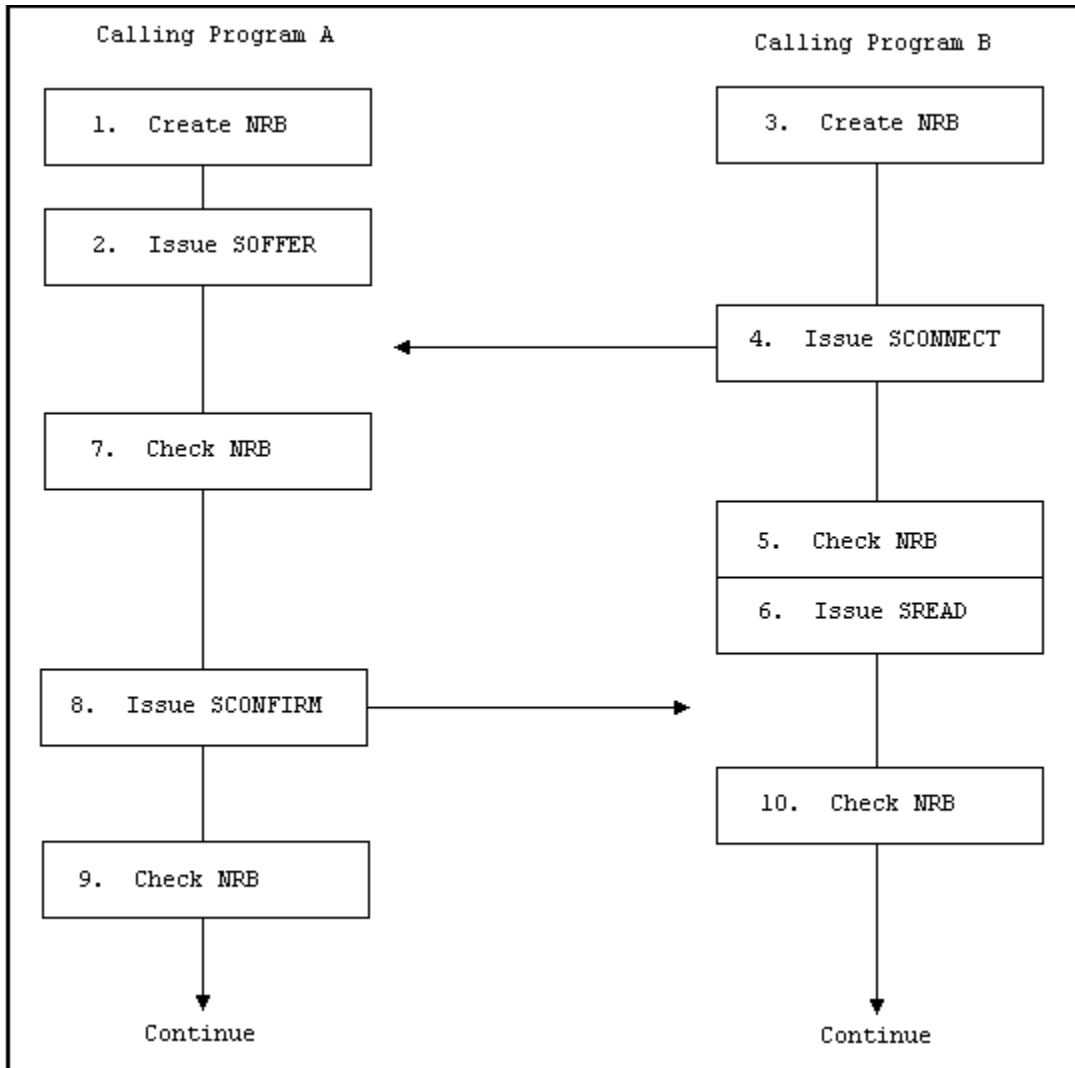 Calling Program A
Calling Program B
1. Create NRB
3. Create NRB
2. Issue SOFFER
4. Issue SCONNECT
7. Check NRB
5. Check NRB
6. Issue SREAD
8. Issue SCONFIRM
10. Check NRB
9. Check NRB
Continue
Continue